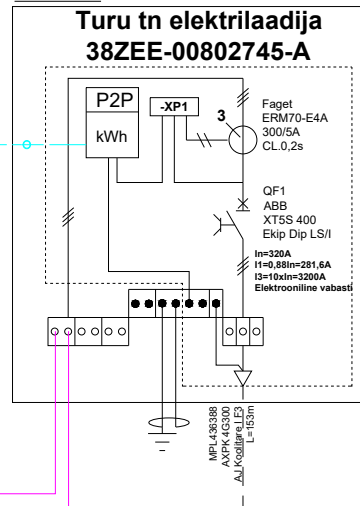 Turu tn elektrilaadija
38ZEE-00802745-A
P2P
kWh
-XP1
3
Faget
ERM70-E4A
300/5A
CL.0,2s
QF1
ABB
XT5S 400
Ekip Dip LS/I
In=320A
I1=0,88In=281,6A
I3=10xIn=3200A
Elektrooniline vabasti
MPL436388
AXPK 4G300
AJ Koolitare LF3
L=153m